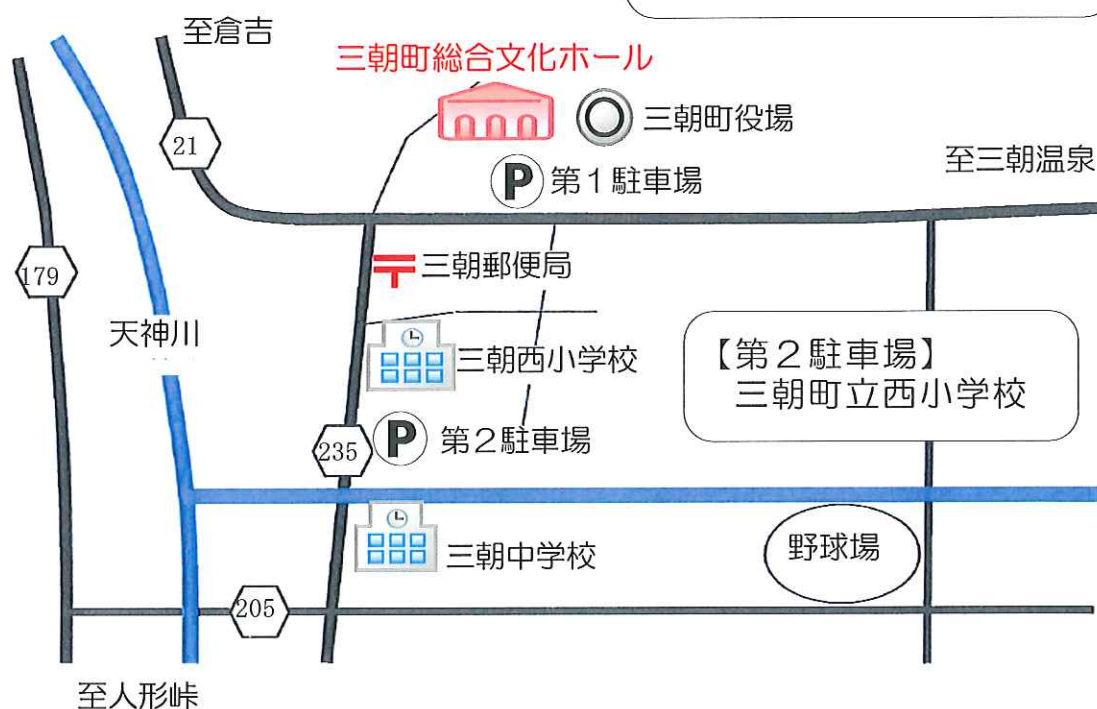 至倉吉
三朝町総合文化ホール
三朝町役場
21
至三朝温泉
第1駐車場
P
三朝郵便局
179
天神川
三朝西小学校
【第2駐車場】
三朝町立西小学校
235
P
第2駐車場
三朝中学校
野球場
205
至人形峠